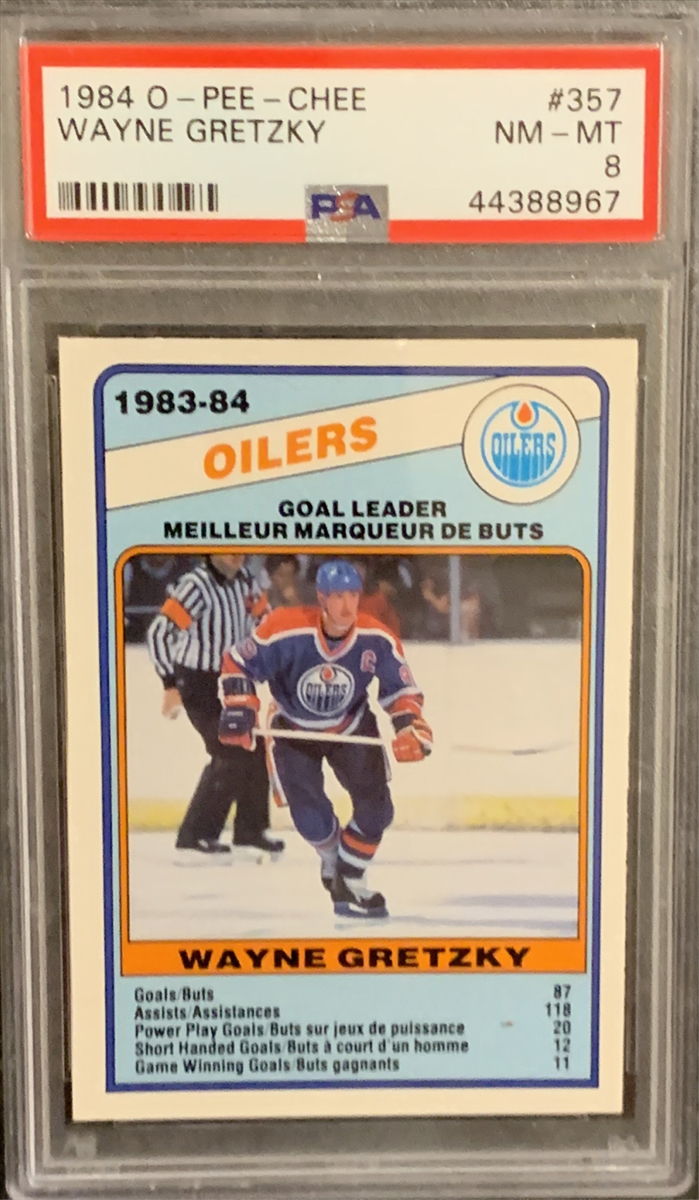 1984 O-PEE-CHEE #357
WAYNE GRETZKY NM-MT
8
PSA 44388967
1983-84
OILERS
OILERS
GOAL LEADER
MEILLEUR MARQUEUR DE BUTS
C
OILERS
WAYNE GRETZKY
Goals/Buts 87
Assists/Assistances 118
Power Play Goals/Buts sur jeux de puissance 20
Short Handed Goals/Buts à court d'un homme 12
Game Winning Goals/Buts gagnants 11